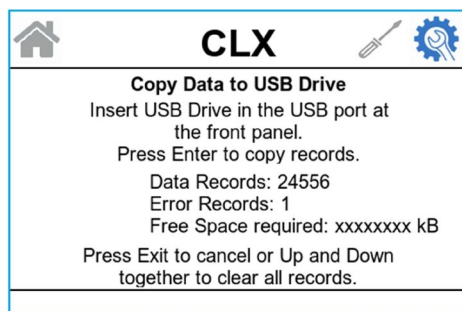 CLX
Copy Data to USB Drive
Insert USB Drive in the USB port at
the front panel.
Press Enter to copy records.
Data Records: 24556
Error Records: 1
Free Space required: xxxxxxxx kB
Press Exit to cancel or Up and Down
together to clear all records.